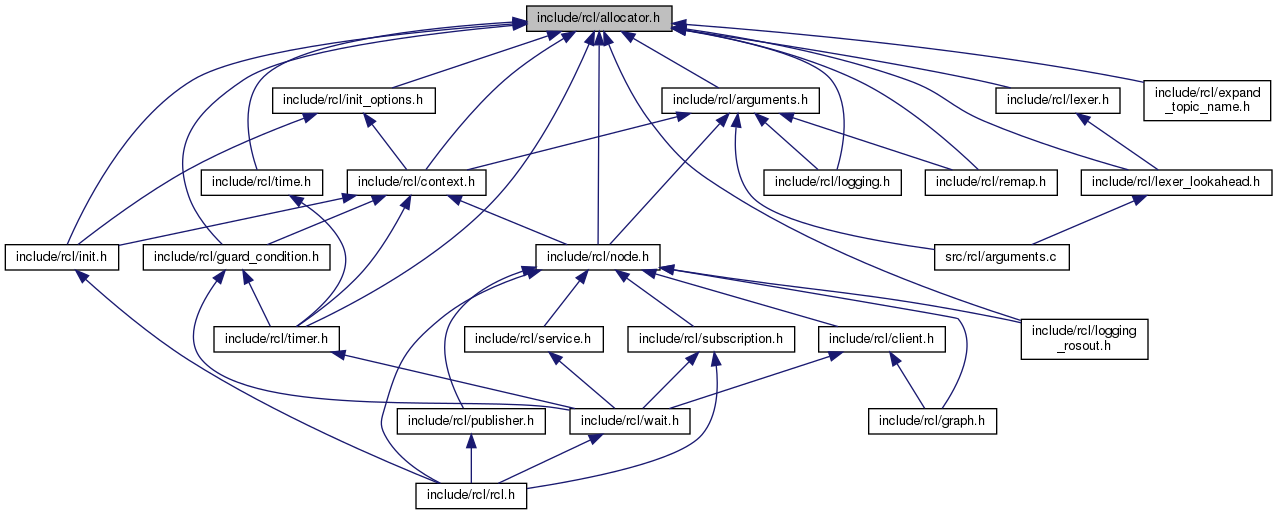 include/rcl/allocator.h
include/rcl/init_options.h
include/rcl/arguments.h
include/rcl/lexer.h
include/rcl/expand
_topic_name.h
include/rcl/time.h
include/rcl/context.h
include/rcl/logging.h
include/rcl/remap.h
include/rcl/lexer_lookahead.h
include/rcl/init.h
include/rcl/guard_condition.h
include/rcl/node.h
src/rcl/arguments.c
include/rcl/timer.h
include/rcl/service.h
include/rcl/subscription.h
include/rcl/client.h
include/rcl/logging
_rosout.h
include/rcl/publisher.h
include/rcl/wait.h
include/rcl/graph.h
include/rcl/rcl.h